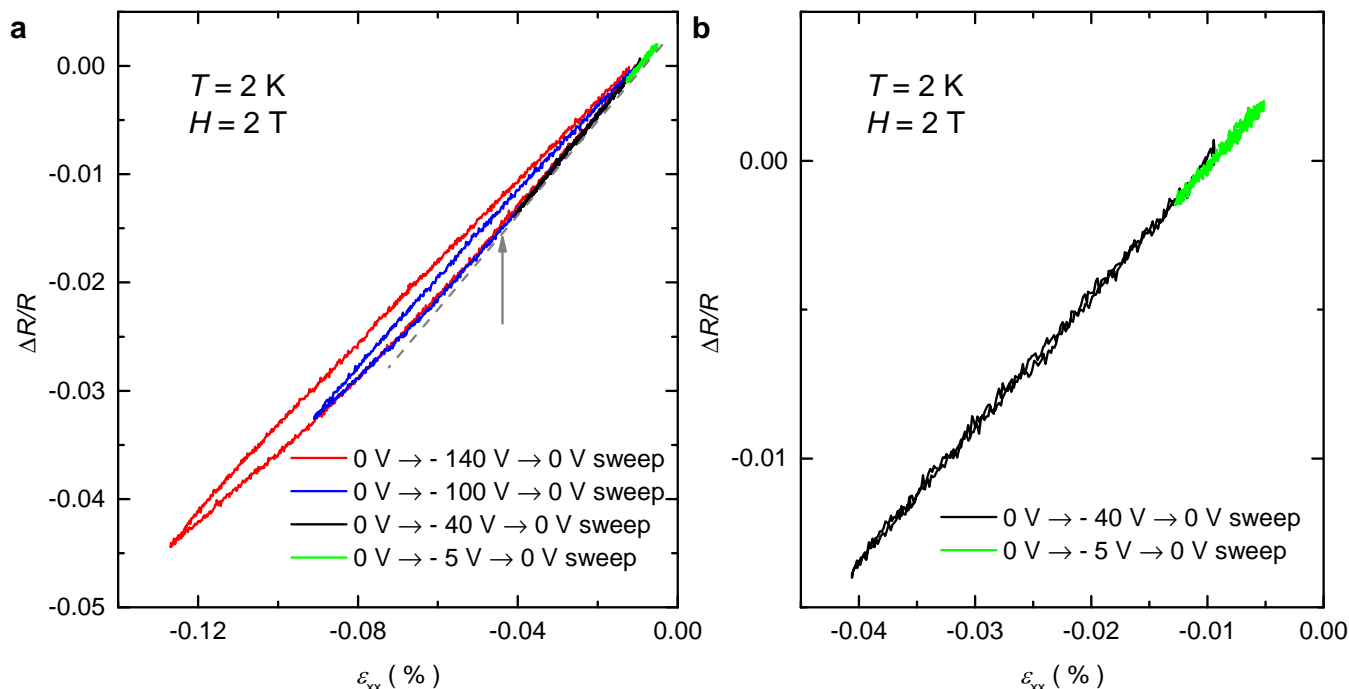 a
T = 2 K
H = 2 T
0.00
-0.01
-0.02
-0.03
-0.04
-0.05
ΔR/R
-0.12
-0.08
-0.04
0.00
εxx ( % )
0 V → - 140 V → 0 V sweep
0 V → - 100 V → 0 V sweep
0 V → - 40 V → 0 V sweep
0 V → - 5 V → 0 V sweep
b
T = 2 K
H = 2 T
0.00
-0.01
ΔR/R
-0.04
-0.03
-0.02
-0.01
0.00
εxx ( % )
0 V → - 40 V → 0 V sweep
0 V → - 5 V → 0 V sweep